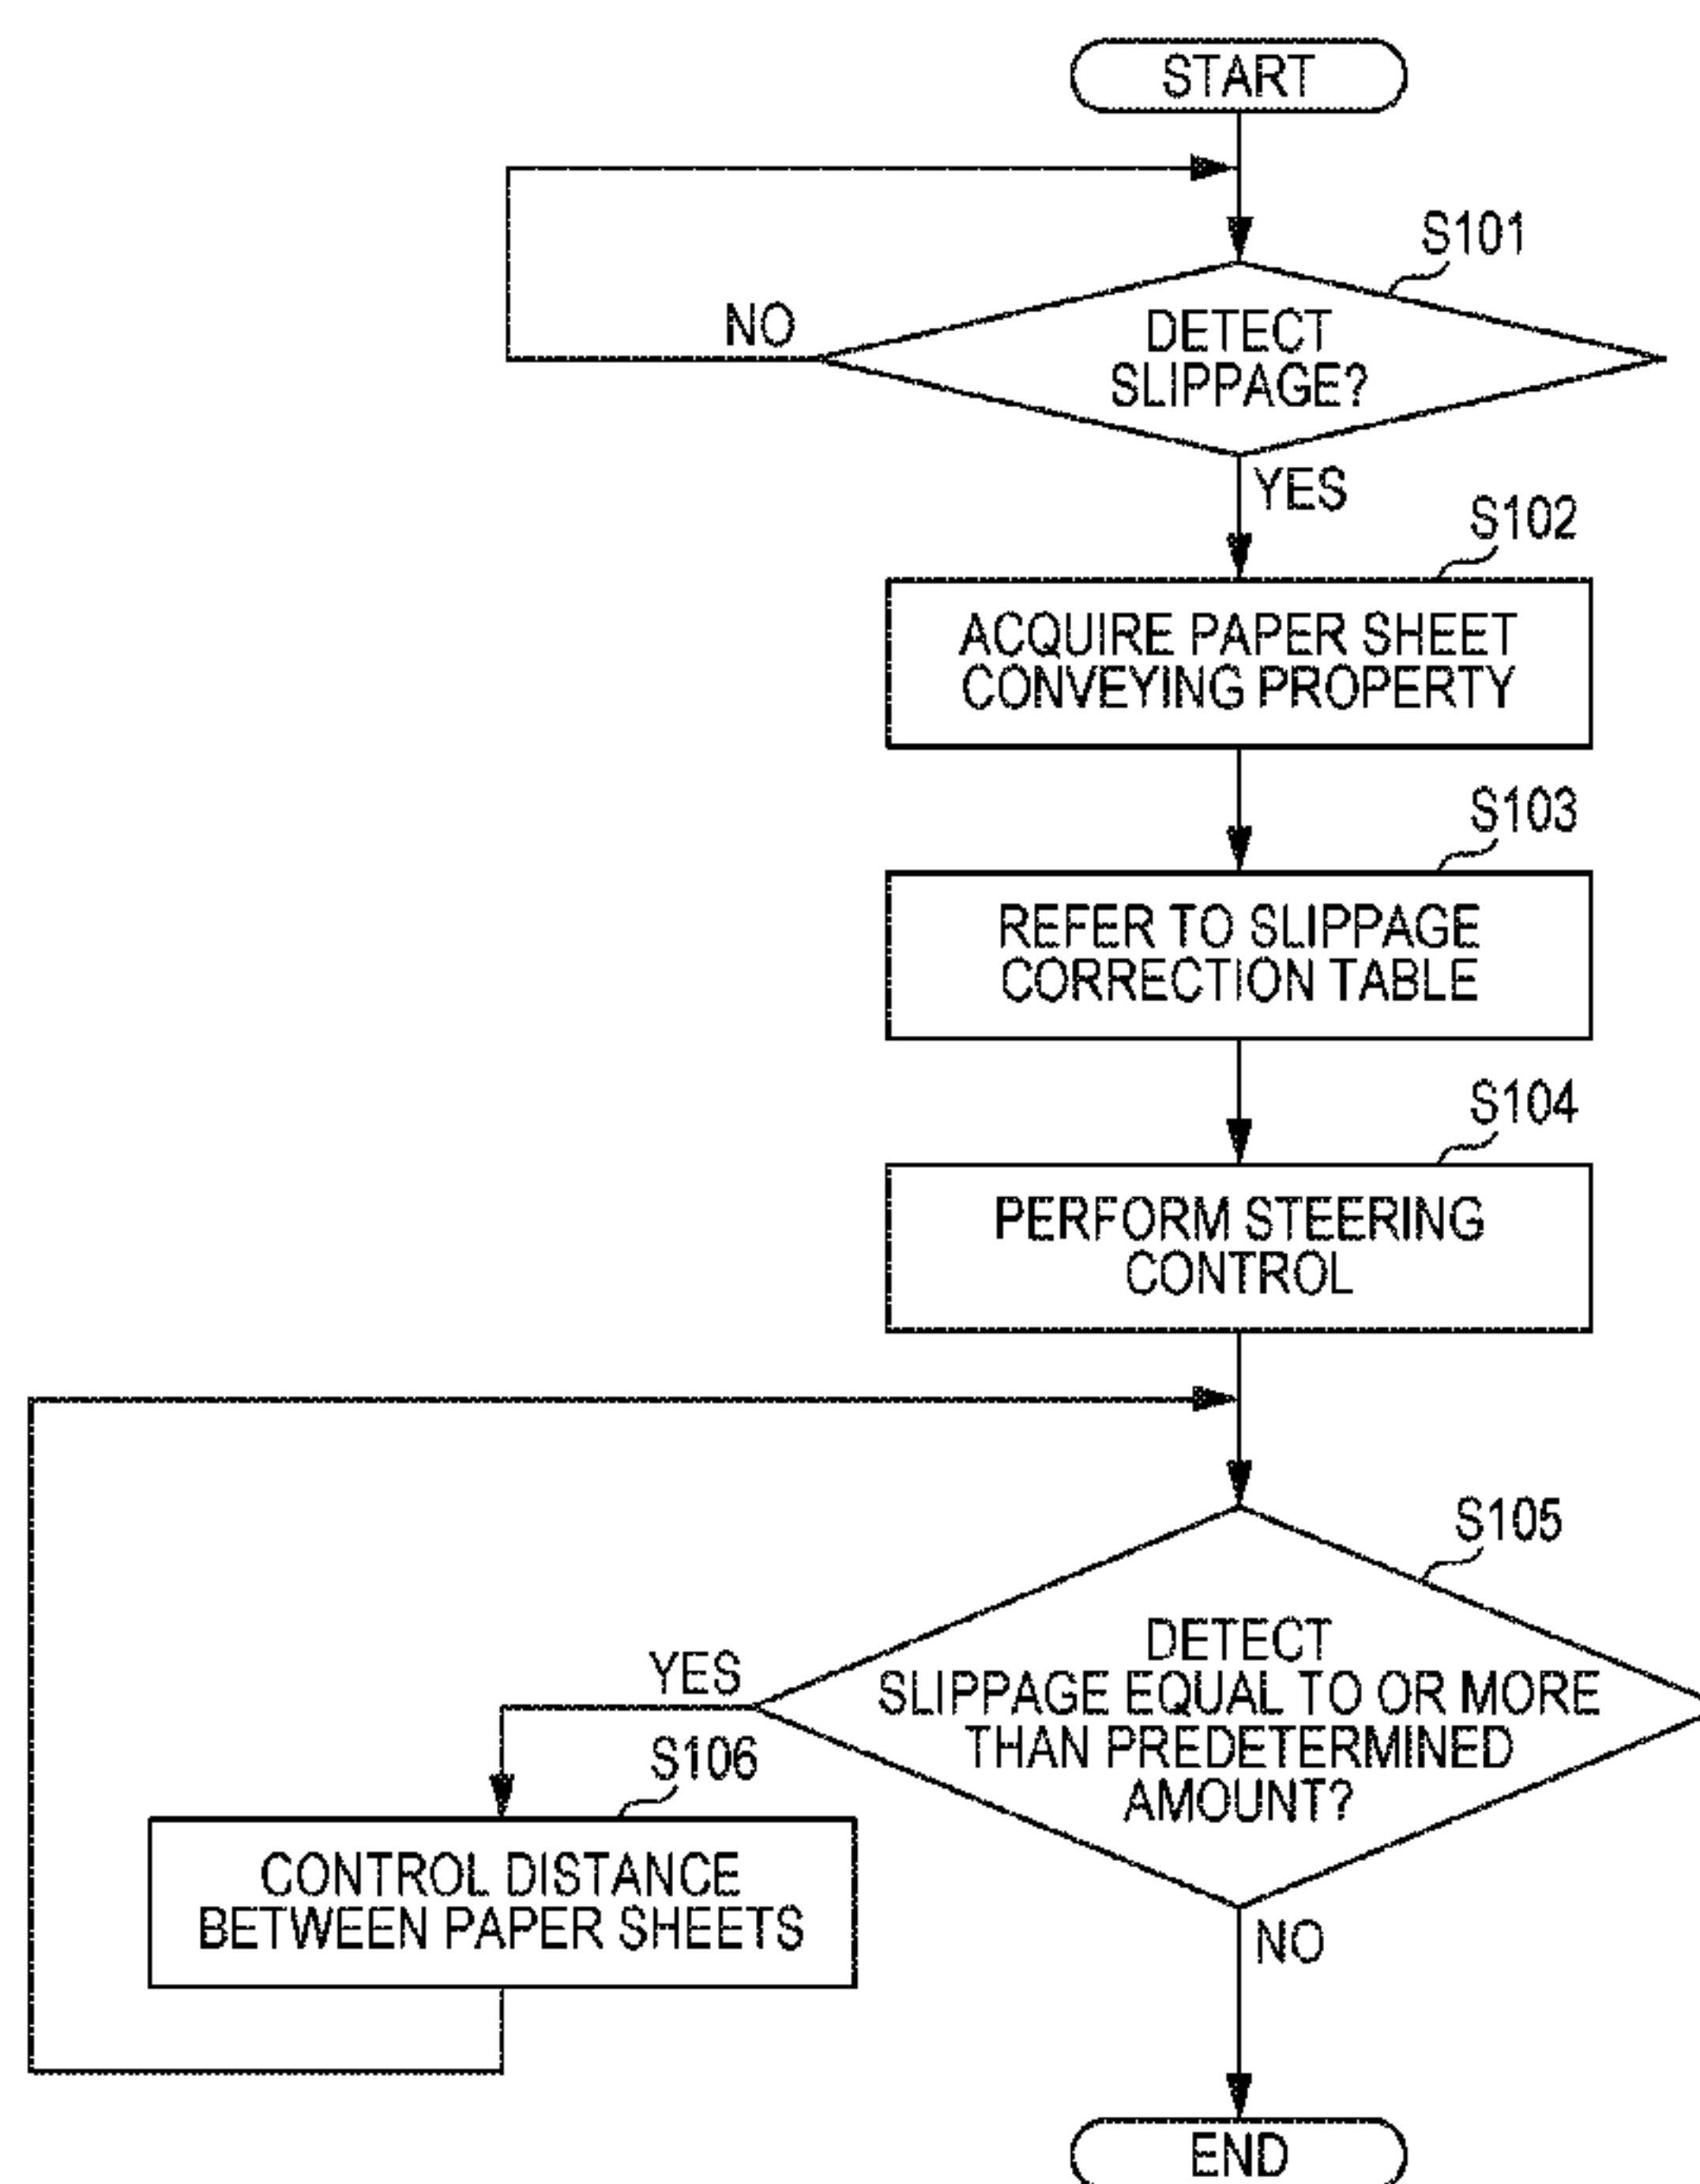 START
S101
DETECT
SLIPPAGE?
NO
YES
S102
ACQUIRE PAPER SHEET
CONVEYING PROPERTY
S103
REFER TO SLIPPAGE
CORRECTION TABLE
S104
PERFORM STEERING
CONTROL
S105
DETECT
SLIPPAGE EQUAL TO OR MORE
THAN PREDETERMINED
AMOUNT?
YES
S106
CONTROL DISTANCE
BETWEEN PAPER SHEETS
NO
END